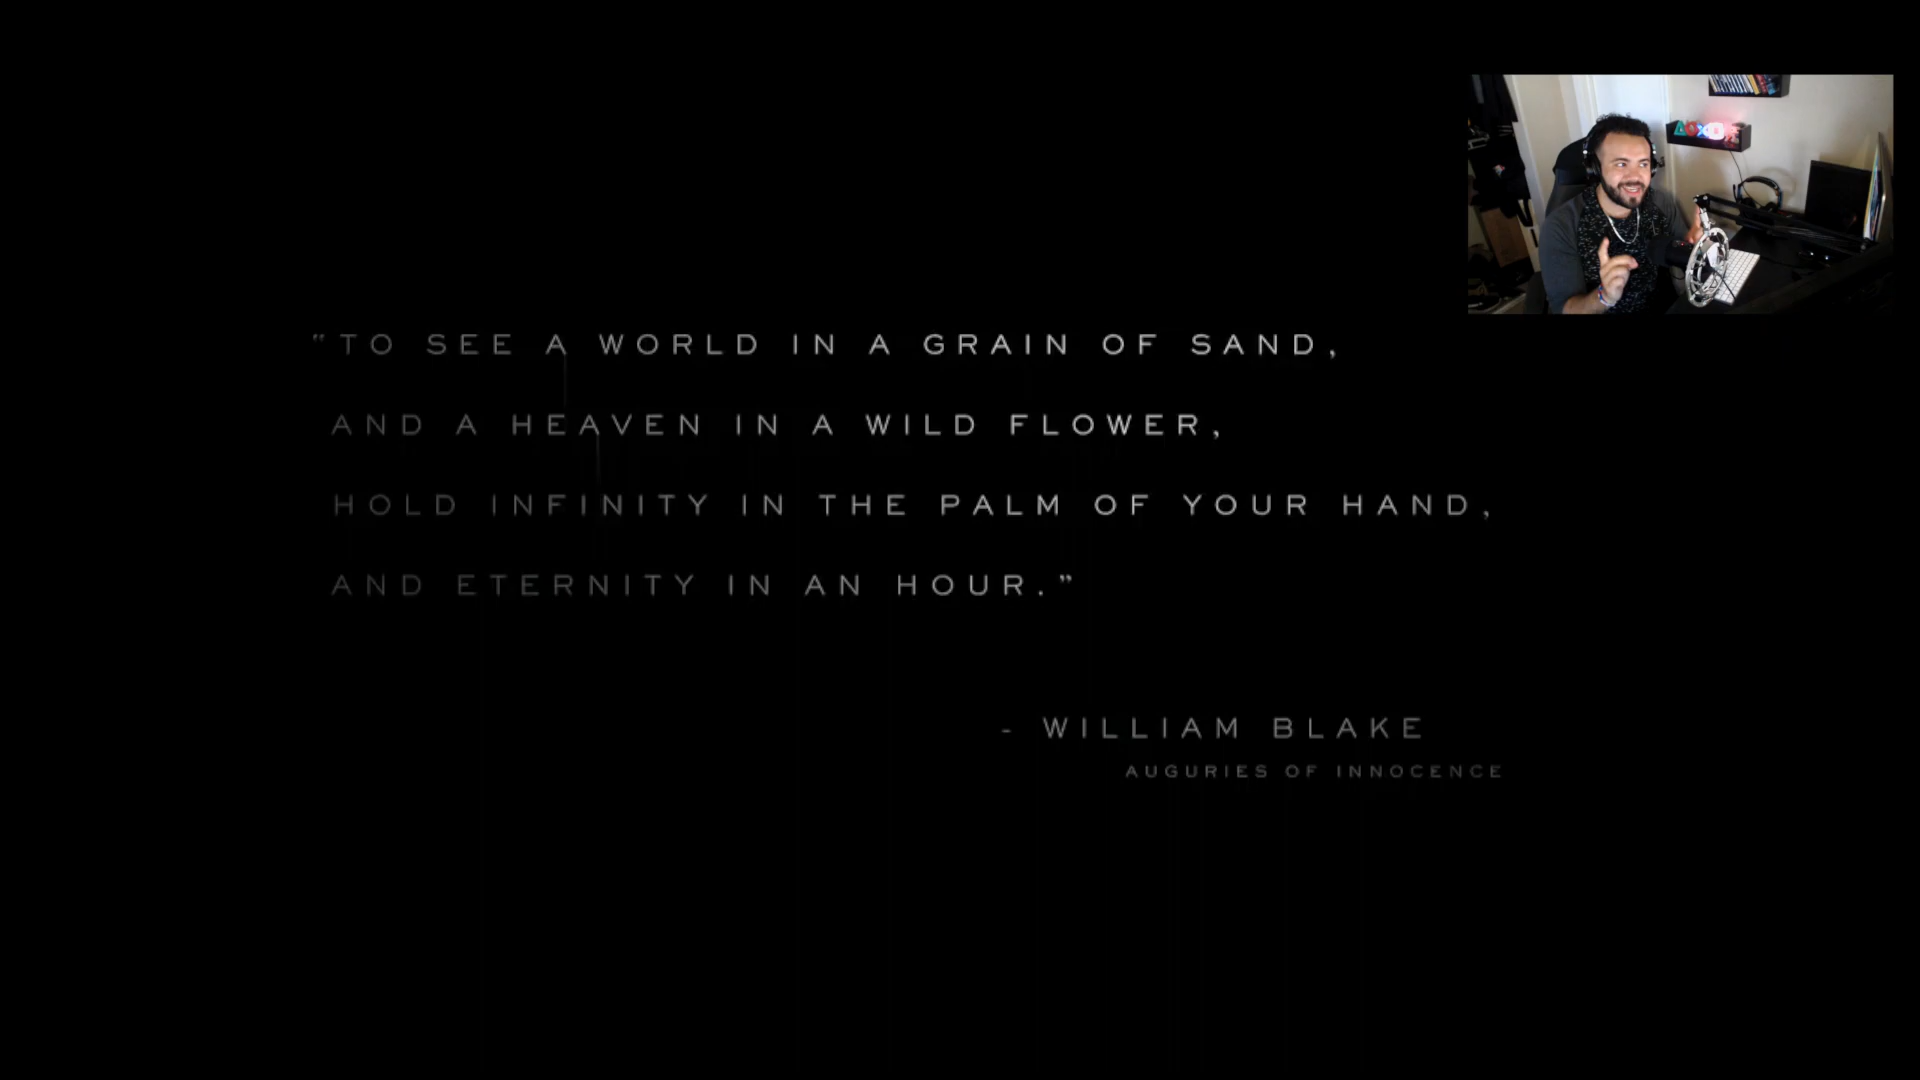 "TO SEE A WORLD IN A GRAIN OF SAND,
AND A HEAVEN IN A WILD FLOWER,
HOLD INFINITY IN THE PALM OF YOUR HAND,
AND ETERNITY IN AN HOUR."
- WILLIAM BLAKE
AUGURIES OF INNOCENCE